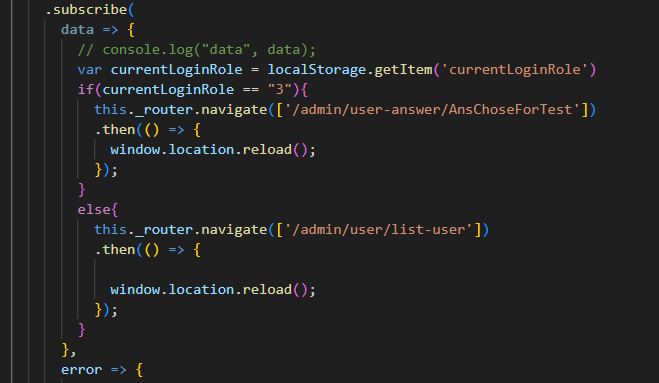 .subscribe(
data => {
// console.log("data", data);
var currentLoginRole = localStorage.getItem('currentLoginRole')
if(currentLoginRole == "3"){
this._router.navigate(['/admin/user-answer/AnsChoseForTest'])
.then(() => {
window.location.reload();
});
}
else{
this._router.navigate(['/admin/user/list-user'])
.then(() => {
window.location.reload();
});
}
},
error => {